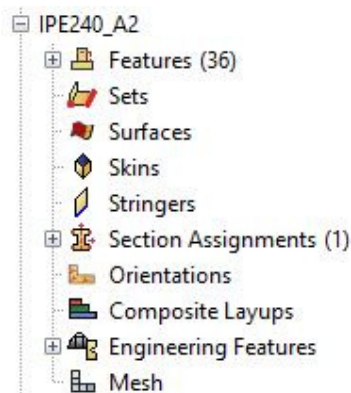 IPE240_A2
Features (36)
Sets
Surfaces
Skins
Stringers
Section Assignments (1)
Orientations
Composite Layups
Engineering Features
Mesh